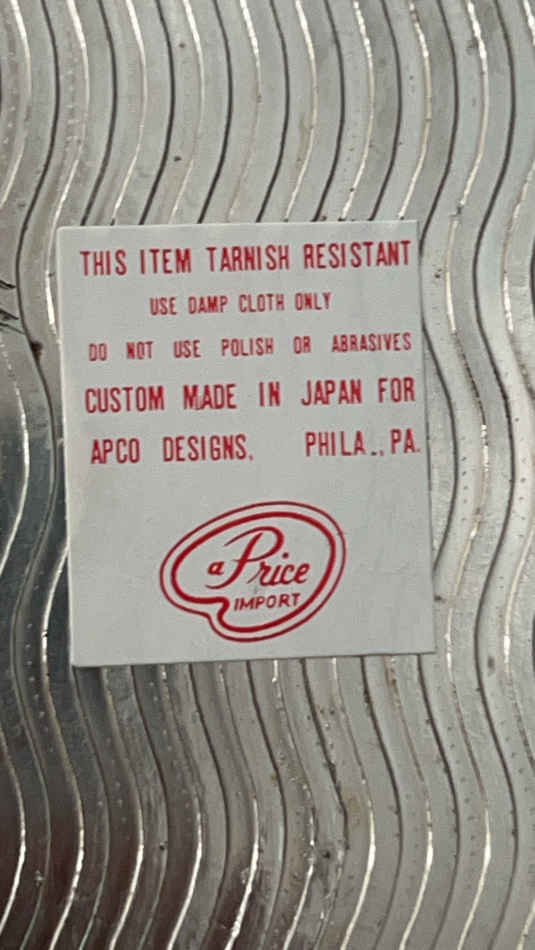 THIS ITEM TARNISH RESISTANT
USE DAMP CLOTH ONLY
DO NOT USE POLISH OR ABRASIVES
CUSTOM MADE IN JAPAN FOR
APCO DESIGNS, PHILA., PA.
a Price
IMPORT